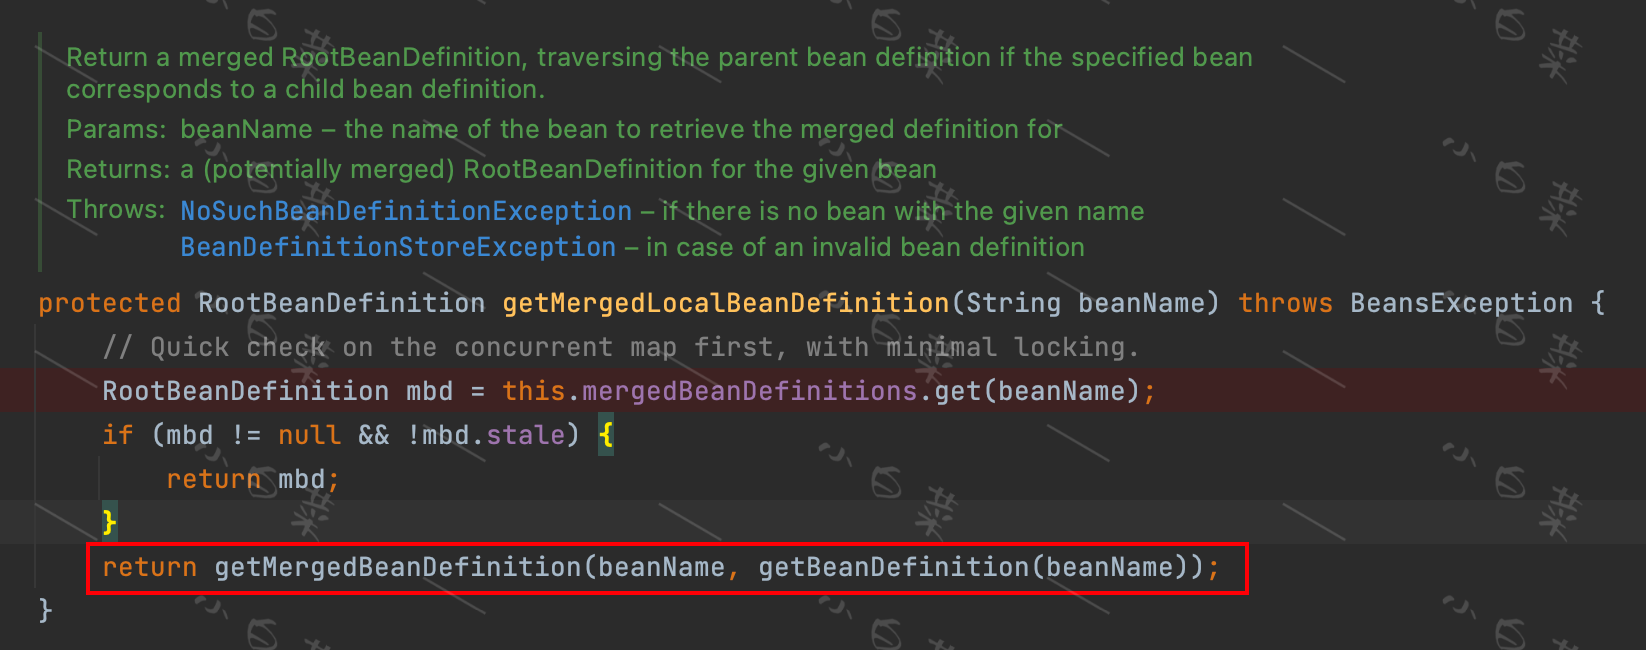 Return a merged RootBeanDefinition, traversing the parent bean definition if the specified bean
corresponds to a child bean definition.
Params: beanName – the name of the bean to retrieve the merged definition for
Returns: a (potentially merged) RootBeanDefinition for the given bean
Throws: NoSuchBeanDefinitionException – if there is no bean with the given name
BeanDefinitionStoreException – in case of an invalid bean definition
protected RootBeanDefinition getMergedLocalBeanDefinition(String beanName) throws BeansException {
// Quick check on the concurrent map first, with minimal locking.
RootBeanDefinition mbd = this.mergedBeanDefinitions.get(beanName);
if (mbd != null && !mbd.stale) {
return mbd;
}
return getMergedBeanDefinition(beanName, getBeanDefinition(beanName));
}